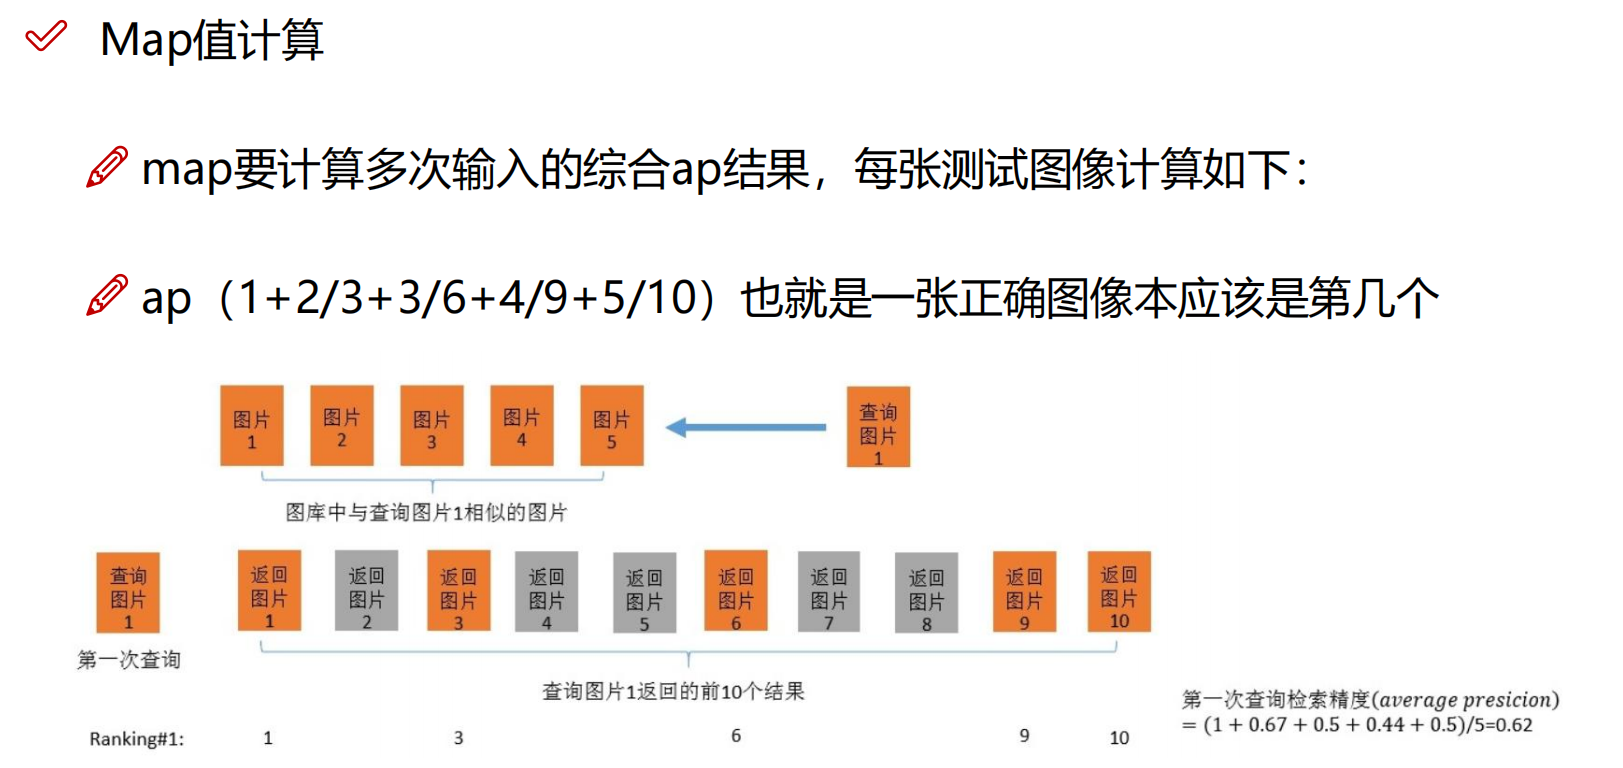 Map值计算
map要计算多次输入的综合ap结果，每张测试图像计算如下：
ap（1+2/3+3/6+4/9+5/10）也就是一张正确图像本应该是第几个
图片1 图片2 图片3 图片4 图片5 查询图片1
图库中与查询图片1相似的图片
查询图片1 返回图片1 返回图片2 返回图片3 返回图片4 返回图片5 返回图片6 返回图片7 返回图片8 返回图片9 返回图片10
第一次查询
查询图片1返回的前10个结果
第一次查询检索精度(average presicion)
= (1 + 0.67 + 0.5 + 0.44 + 0.5)/5=0.62
Ranking#1: 1 3 6 9 10